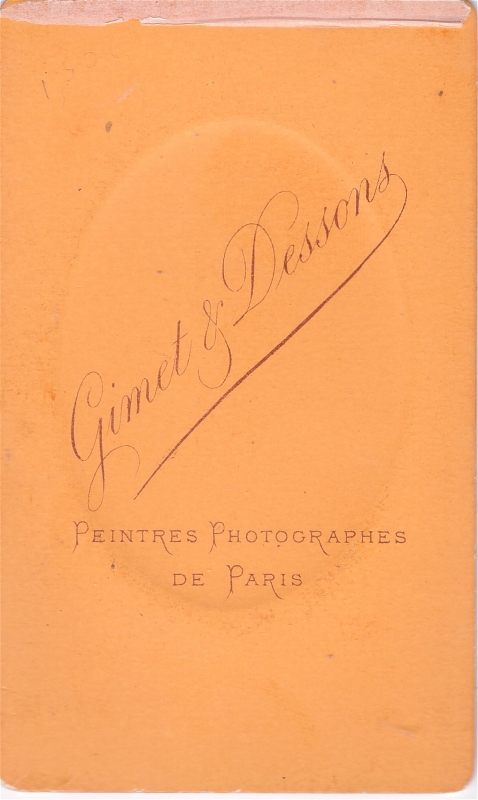 Gimet & Dessons
PEINTRES PHOTOGRAPHES
DE PARIS